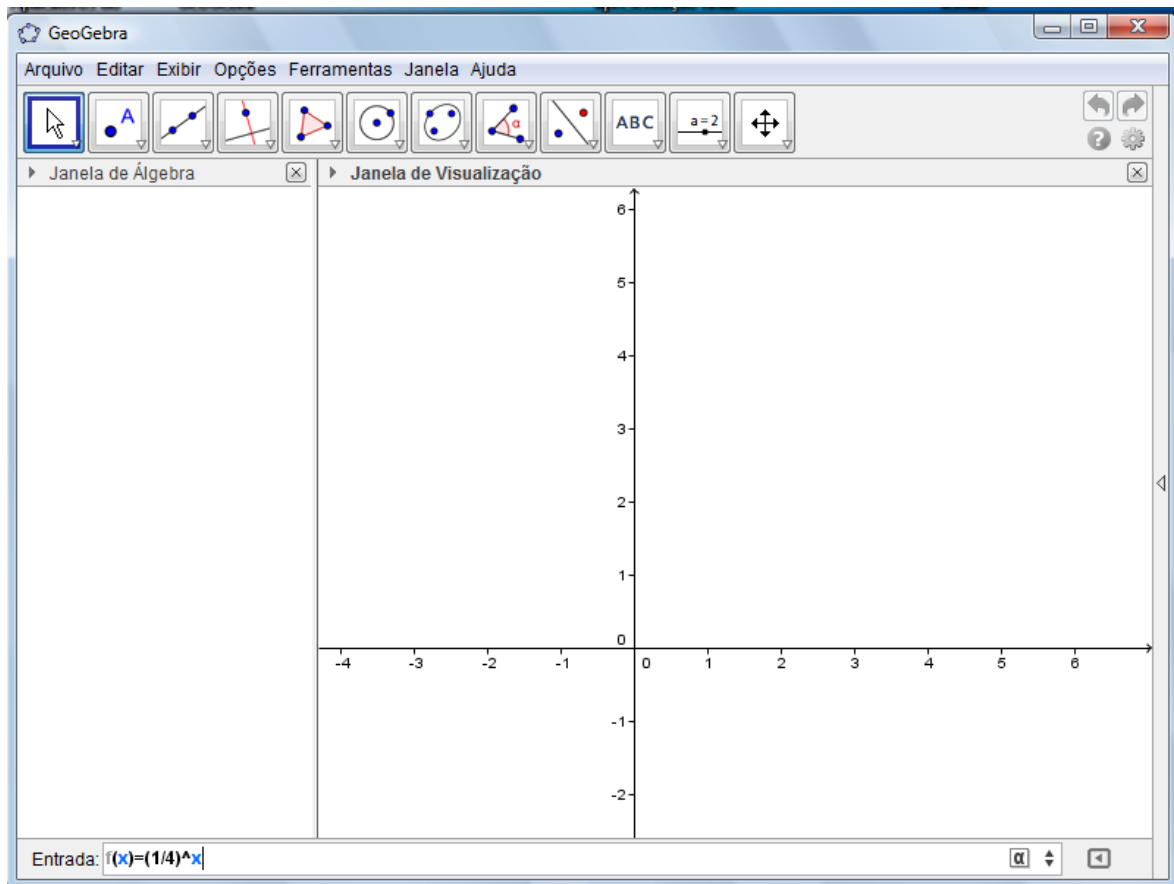 GeoGebra
Arquivo Editar Exibir Opções Ferramentas Janela Ajuda
A
α
ABC
a=2
Janela de Álgebra
Janela de Visualização
6
5
4
3
2
1
0
-4 -3 -2 -1 0 1 2 3 4 5 6
-1
-2
Entrada: f(x)=(1/4)^x
α